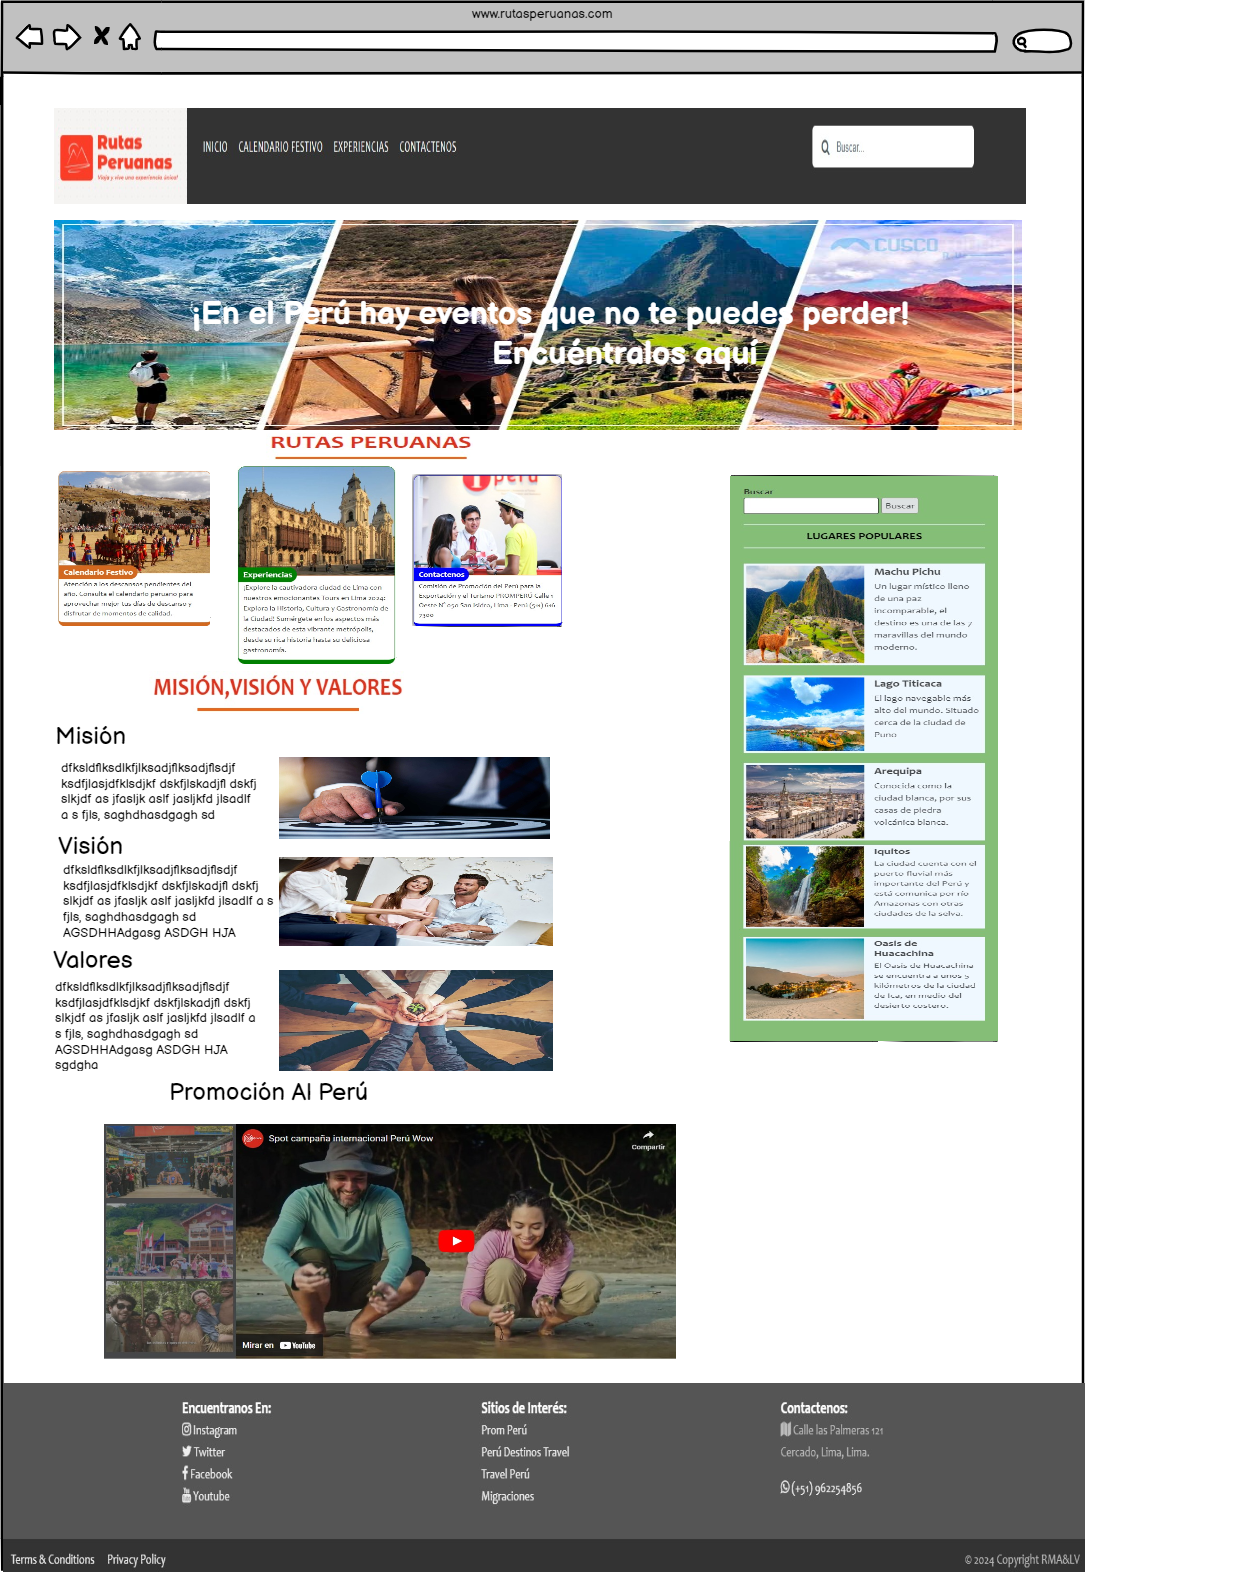 www.rutasperuanas.com
Rutas
Peruanas
Viaja y vive una experiencia única!
INICIO CALENDARIO FESTIVO EXPERIENCIAS CONTACTENOS
Buscar...
CUSCO
¡En el Perú hay eventos que no te puedes perder!
Encuéntralos aquí
RUTAS PERUANAS
Calendario Festivo
Atención a los descansos pendientes del
año. Consulta el calendario peruano para
aprovechar mejor tus días de descanso y
disfrutar de momentos de calidad.
Experiencias
¡Explore la cautivadora ciudad de Lima con
nuestros emocionantes Tours en Lima 2024:
Explora la Historia, Cultura y Gastronomía de
la Ciudad! Sumérgete en los aspectos más
destacados de esta vibrante metrópolis,
desde su rica historia hasta su deliciosa
gastronomía.
perú
Contactenos
Comisión de Promoción del Perú para la
Exportación y el Turismo PROMPERÚ Calle 1
Oeste N° 050 San Isidro, Lima - Perú (511) 616
7300
Buscar
Buscar
LUGARES POPULARES
Machu Pichu
Un lugar místico lleno
de una paz
incomparable, el
destino es una de las 7
maravillas del mundo
moderno.
Lago Titicaca
El lago navegable más
alto del mundo. Situado
cerca de la ciudad de
Puno
Arequipa
Conocida como la
ciudad blanca, por sus
casas de piedra
volcánica blanca.
Iquitos
La ciudad cuenta con el
puerto fluvial más
importante del Perú y
está comunica por río
Amazonas con otras
ciudades de la selva.
Oasis de
Huacachina
El Oasis de Huacachina
se encuentra a unos 5
kilómetros de la ciudad
de Ica, en medio del
desierto costero.
MISIÓN,VISIÓN Y VALORES
Misión
dfksldflksdlkfjlksadjflksadjflsdjf
ksdfjlasjdfklsdjkf dskfjlskadjfl dskfj
slkjdf as jfasljk aslf jasljkfd jlsadlf
a s fjls, saghdhasdgagh sd
Visión
dfksldflksdlkfjlksadjflksadjflsdjf
ksdfjlasjdfklsdjkf dskfjlskadjfl dskfj
slkjdf as jfasljk aslf jasljkfd jlsadlf a s
fjls, saghdhasdgagh sd
AGSDHHAdgasg ASDGH HJA
Valores
dfksldflksdlkfjlksadjflksadjflsdjf
ksdfjlasjdfklsdjkf dskfjlskadjfl dskfj
slkjdf as jfasljk aslf jasljkfd jlsadlf a
s fjls, saghdhasdgagh sd
AGSDHHAdgasg ASDGH HJA
sgdgha
Promoción Al Perú
Spot campaña internacional Perú Wow
Compartir
Mirar en YouTube
Encuentranos En:
Instagram
Twitter
Facebook
Youtube
Sitios de Interés:
Prom Perú
Perú Destinos Travel
Travel Perú
Migraciones
Contactenos:
Calle las Palmeras 121
Cercado, Lima, Lima.
(+51) 962254856
Terms & Conditions Privacy Policy
© 2024 Copyright RMA&LV